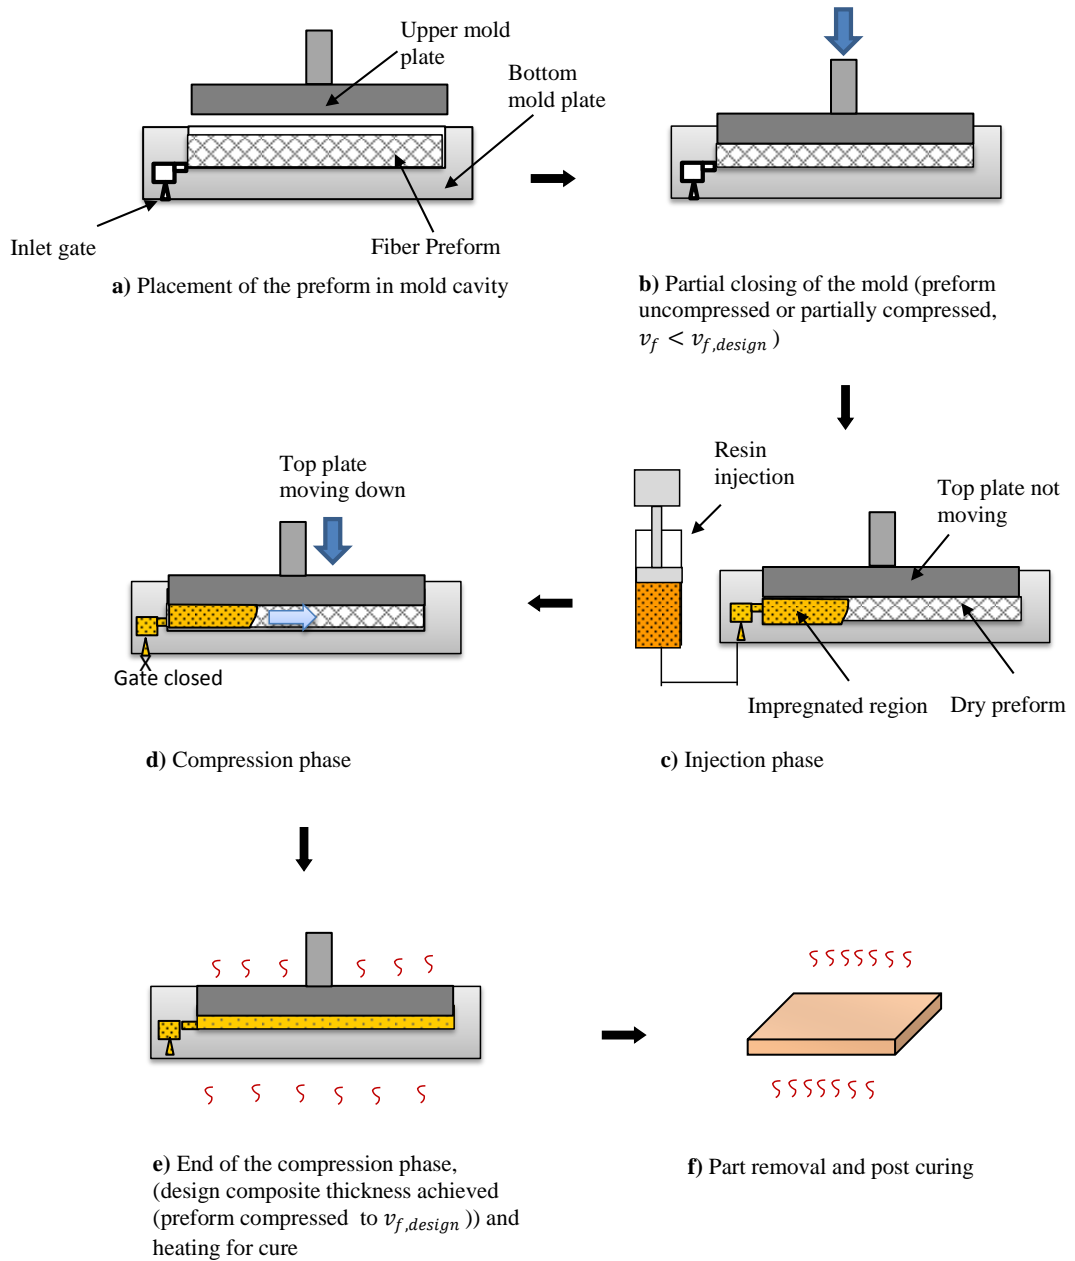 Upper mold
plate
Bottom
mold plate
Inlet gate
Fiber Preform
a) Placement of the preform in mold cavity
b) Partial closing of the mold (preform
uncompressed or partially compressed,
v_f < v_{f,design} )
Resin
injection
Top plate not
moving
Impregnated region
Dry preform
c) Injection phase
Top plate
moving down
X
Gate closed
d) Compression phase
e) End of the compression phase,
(design composite thickness achieved
(preform compressed to v_{f,design} )) and
heating for cure
f) Part removal and post curing